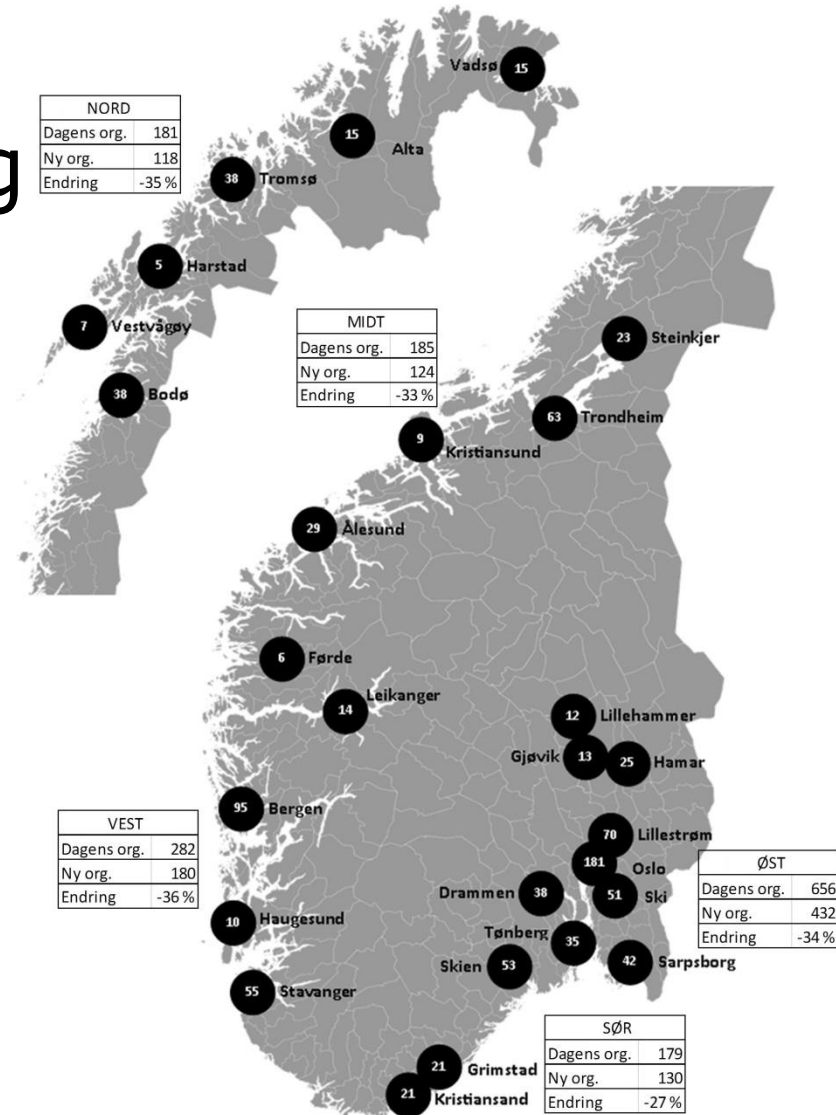 g
NORD
Dagens org. 181
Ny org. 118
Endring -35 %
15 Vadsø
15 Alta
38 Tromsø
5 Harstad
7 Vestvågøy
38 Bodø
MIDT
Dagens org. 185
Ny org. 124
Endring -33 %
23 Steinkjer
63 Trondheim
9 Kristiansund
29 Ålesund
6 Førde
14 Leikanger
12 Lillehammer
Gjøvik 13
25 Hamar
95 Bergen
VEST
Dagens org. 282
Ny org. 180
Endring -36 %
70 Lillestrøm
181 Oslo
51 Ski
Drammen 38
ØST
Dagens org. 656
Ny org. 432
Endring -34 %
10 Haugesund
Tønberg 35
Skien 53
42 Sarpsborg
55 Stavanger
SØR
Dagens org. 179
Ny org. 130
Endring -27 %
21 Grimstad
21 Kristiansand